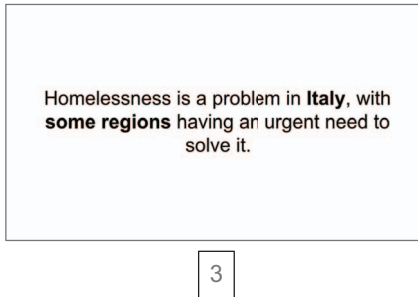 Homelessness is a problem in Italy, with
some regions having an urgent need to
solve it.
3